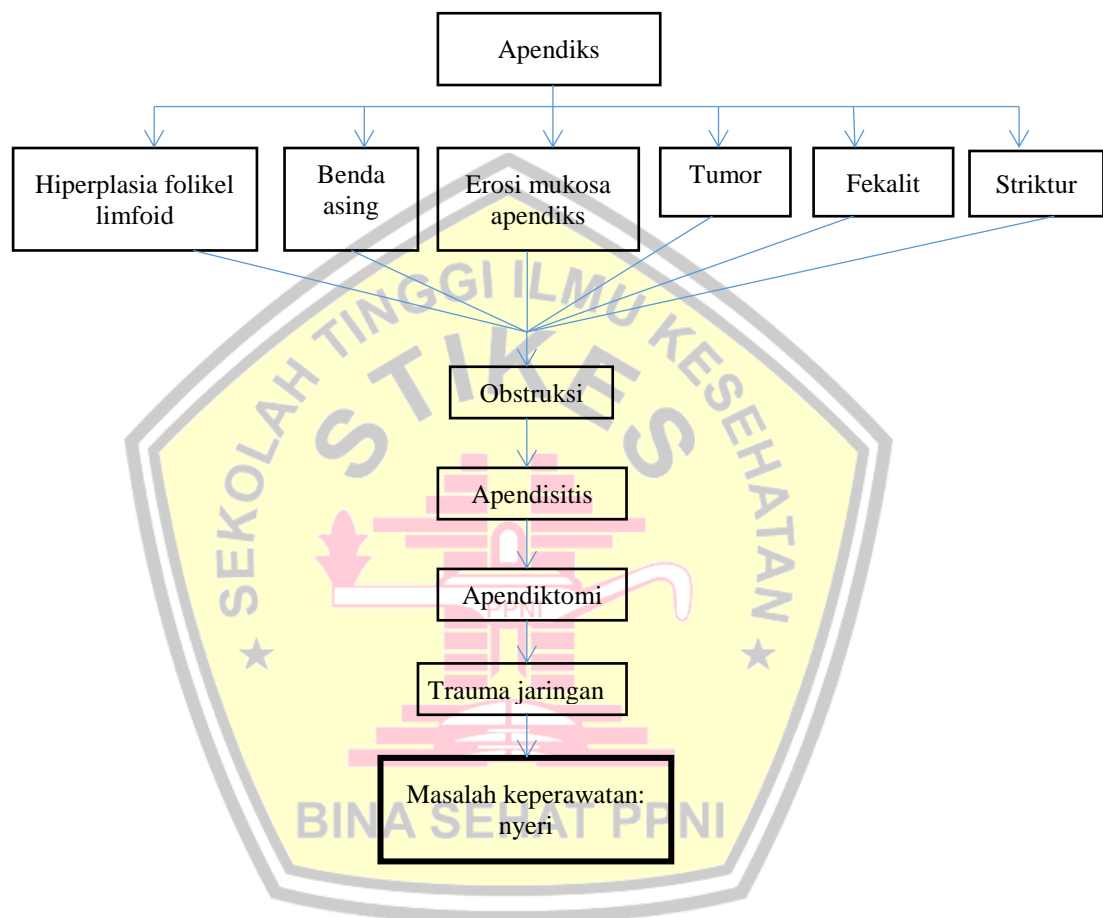 Apendiks
Hiperplasia folikel
limfoid
Benda
asing
Erosi mukosa
apendiks
Tumor
Fekalit
Striktur
SEKOLAH TINGGI ILMU KESEHATAN
STIKES
Obstruksi
Apendisitis
Apendiktomi
PPNI
Trauma jaringan
Masalah keperawatan:
nyeri
BINA SEHAT PPNI